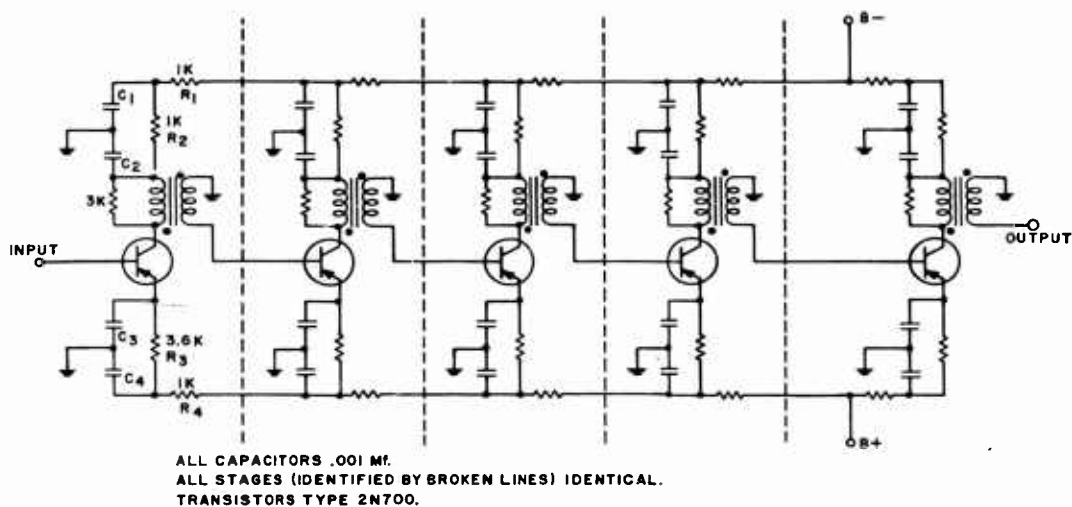 B-
1K
R1
C1
1K
R2
C2
3K
INPUT
OUTPUT
C3
3.6K
R3
C4
1K
R4
B+
ALL CAPACITORS .001 Mf.
ALL STAGES (IDENTIFIED BY BROKEN LINES) IDENTICAL.
TRANSISTORS TYPE 2N700.